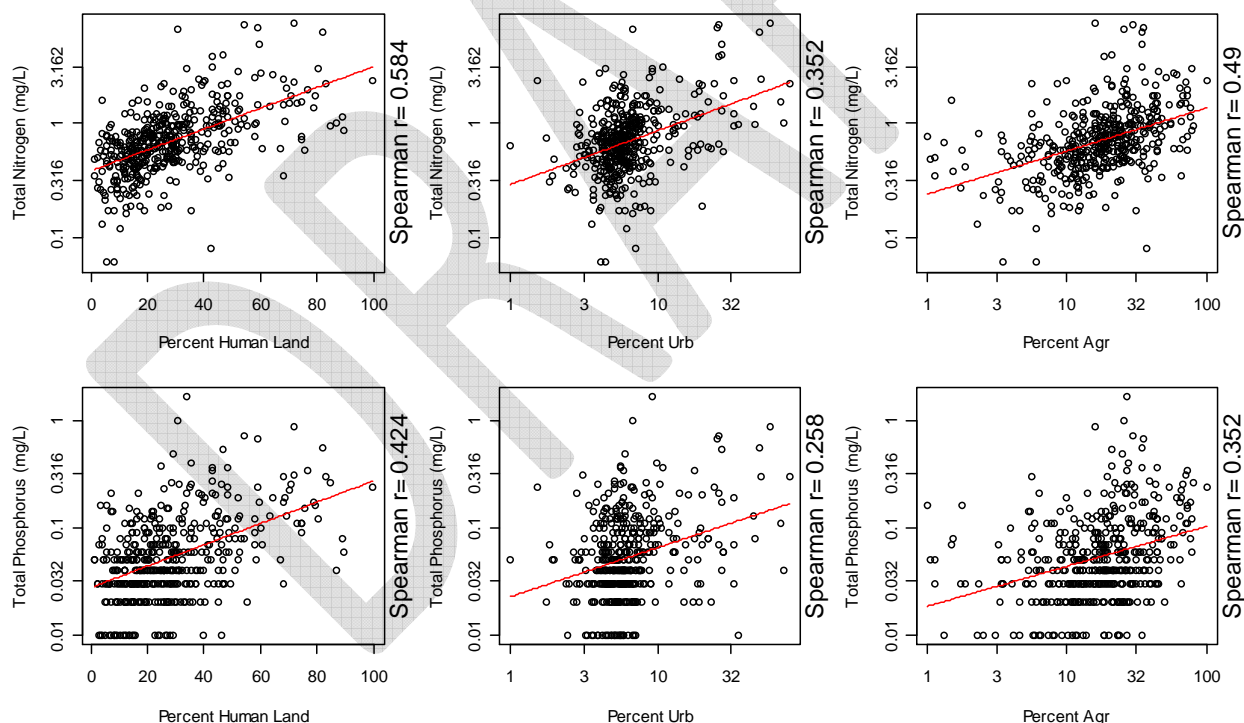 Total Nitrogen (mg/L)
3.162
1
0.316
0.1
0 20 40 60 80 100
Percent Human Land
Spearman r= 0.584
Total Nitrogen (mg/L)
3.162
1
0.316
0.1
1 3 10 32
Percent Urb
Spearman r= 0.352
Total Nitrogen (mg/L)
3.162
1
0.316
0.1
1 3 10 32 100
Percent Agr
Spearman r= 0.49
Total Phosphorus (mg/L)
1
0.316
0.1
0.032
0.01
0 20 40 60 80 100
Percent Human Land
Spearman r= 0.424
Total Phosphorus (mg/L)
1
0.316
0.1
0.032
0.01
1 3 10 32
Percent Urb
Spearman r= 0.258
Total Phosphorus (mg/L)
1
0.316
0.1
0.032
0.01
1 3 10 32 100
Percent Agr
Spearman r= 0.352